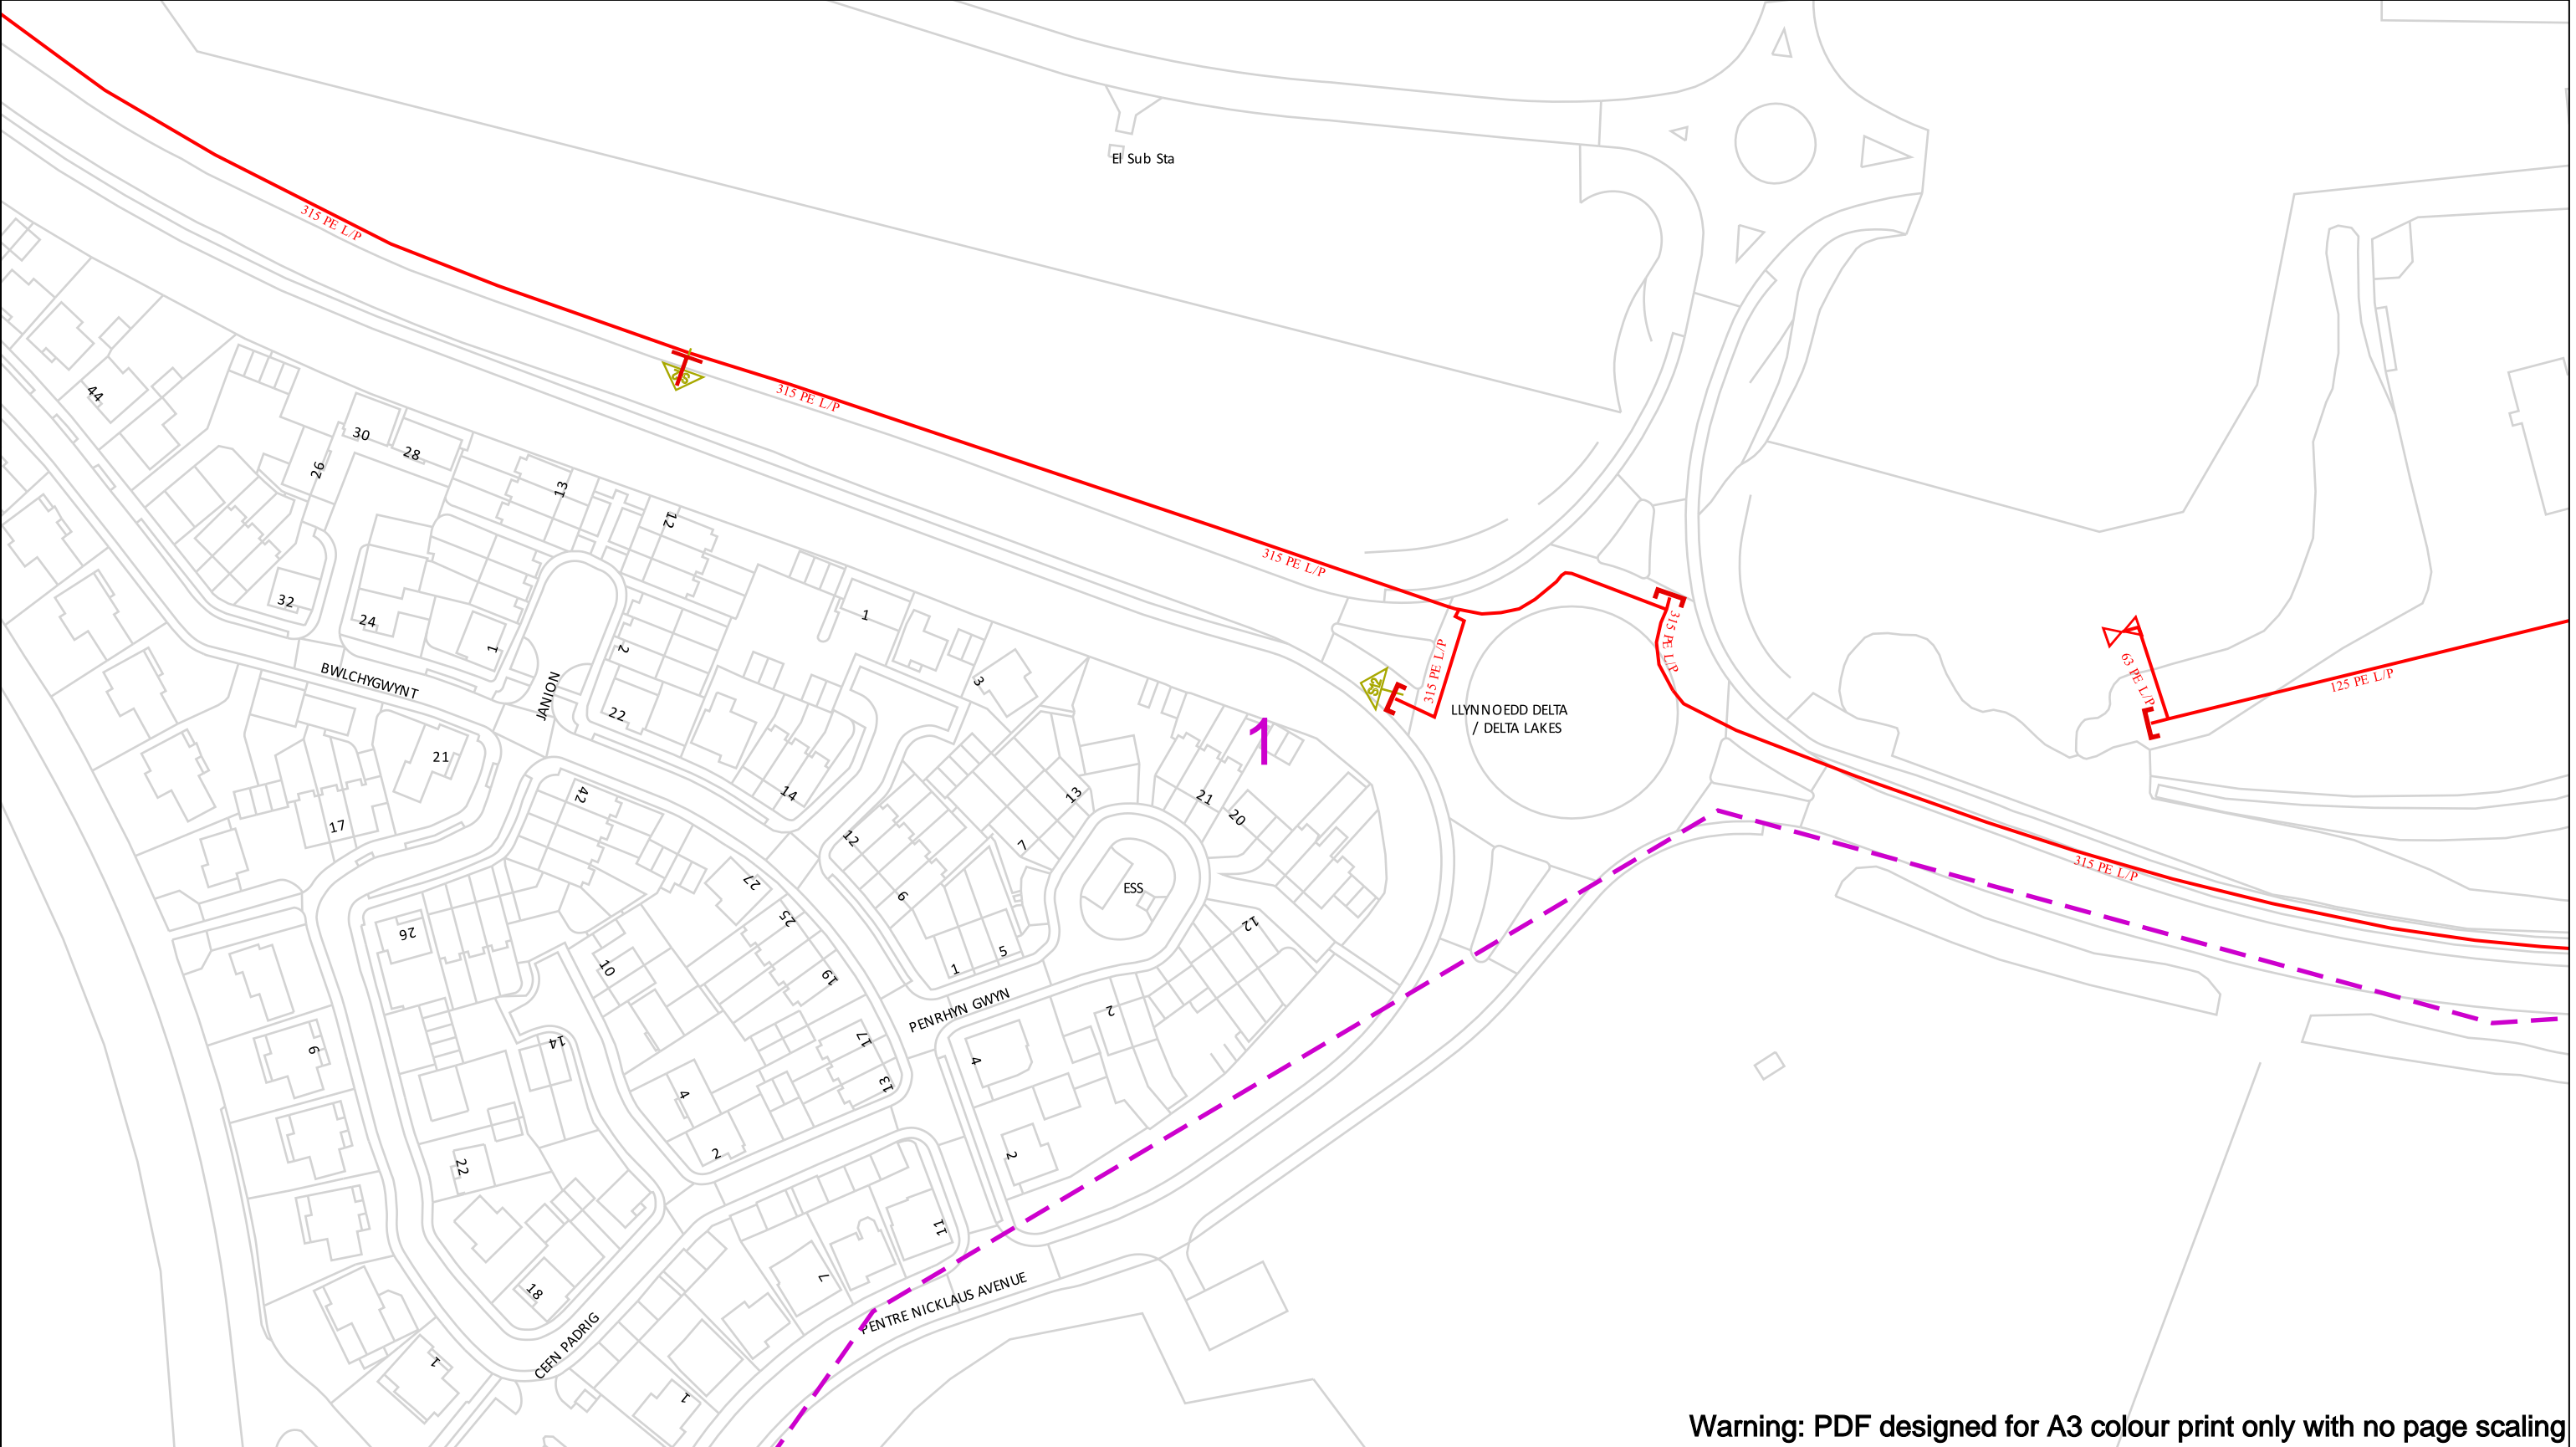 El Sub Sta
315 PE L/P
315 PE L/P
44
30
28
26
13
12
315 PE L/P
32
24
1
2
1
315 PE L/P
315 PE L/P
63 PE L/P
125 PE L/P
BWLCHYGWYNT
JANION
22
3
S12
LLYNNOEDD DELTA
/ DELTA LAKES
1
21
17
42
14
12
13
7
21
20
27
25
9
ESS
12
315 PE L/P
26
10
19
1
5
PENRHYN GWYN
2
14
17
13
4
6
4
2
2
22
11
7
18
PENTRE NICKLAUS AVENUE
CEFN PADRIG
1
1
Warning: PDF designed for A3 colour print only with no page scaling